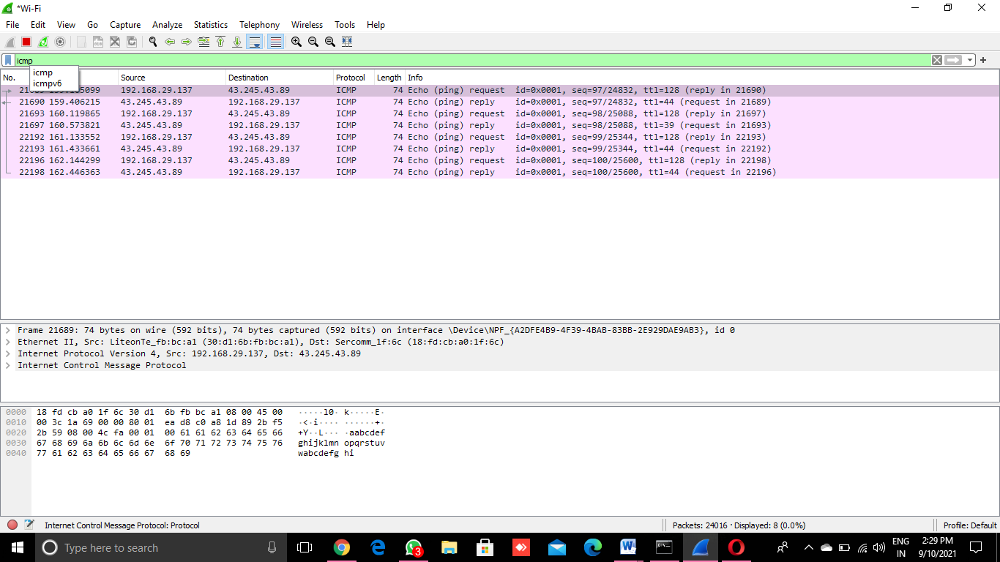 *Wi-Fi
File Edit View Go Capture Analyze Statistics Telephony Wireless Tools Help
icmp
icmp
icmpv6
No. Source Destination Protocol Length Info
192.168.29.137 43.245.43.89 ICMP 74 Echo (ping) request id=0x0001, seq=97/24832, ttl=128 (reply in 21690)
21690 159.406215 43.245.43.89 192.168.29.137 ICMP 74 Echo (ping) reply id=0x0001, seq=97/24832, ttl=44 (request in 21689)
21693 160.119865 192.168.29.137 43.245.43.89 ICMP 74 Echo (ping) request id=0x0001, seq=98/25088, ttl=128 (reply in 21697)
21697 160.573821 43.245.43.89 192.168.29.137 ICMP 74 Echo (ping) reply id=0x0001, seq=98/25088, ttl=39 (request in 21693)
22192 161.133552 192.168.29.137 43.245.43.89 ICMP 74 Echo (ping) request id=0x0001, seq=99/25344, ttl=128 (reply in 22193)
22193 161.433661 43.245.43.89 192.168.29.137 ICMP 74 Echo (ping) reply id=0x0001, seq=99/25344, ttl=44 (request in 22192)
22196 162.144299 192.168.29.137 43.245.43.89 ICMP 74 Echo (ping) request id=0x0001, seq=100/25600, ttl=128 (reply in 22198)
22198 162.446363 43.245.43.89 192.168.29.137 ICMP 74 Echo (ping) reply id=0x0001, seq=100/25600, ttl=44 (request in 22196)
Frame 21689: 74 bytes on wire (592 bits), 74 bytes captured (592 bits) on interface \Device\NPF_{A2DFE4B9-4F39-4BAB-83BB-2E929DAE9AB3}, id 0
Ethernet II, Src: LiteonTe_fb:bc:a1 (30:d1:6b:fb:bc:a1), Dst: Sercomm_1f:6c (18:fd:cb:a0:1f:6c)
Internet Protocol Version 4, Src: 192.168.29.137, Dst: 43.245.43.89
Internet Control Message Protocol
0000 18 fd cb a0 1f 6c 30 d1 6b fb bc a1 08 00 45 00 ·····l0· k·····E·
0010 00 3c 1a 69 00 00 80 01 ea d8 c0 a8 1d 89 2b f5 ·<·i···· ······+·
0020 2b 59 08 00 4c fa 00 01 00 61 61 62 63 64 65 66 +Y··L··· ·aabcdef
0030 67 68 69 6a 6b 6c 6d 6e 6f 70 71 72 73 74 75 76 ghijklmn opqrstuv
0040 77 61 62 63 64 65 66 67 68 69 wabcdefg hi
Internet Control Message Protocol: Protocol Packets: 24016 · Displayed: 8 (0.0%) Profile: Default
Type here to search 3 W ENG 2:29 PM
IN 9/10/2021